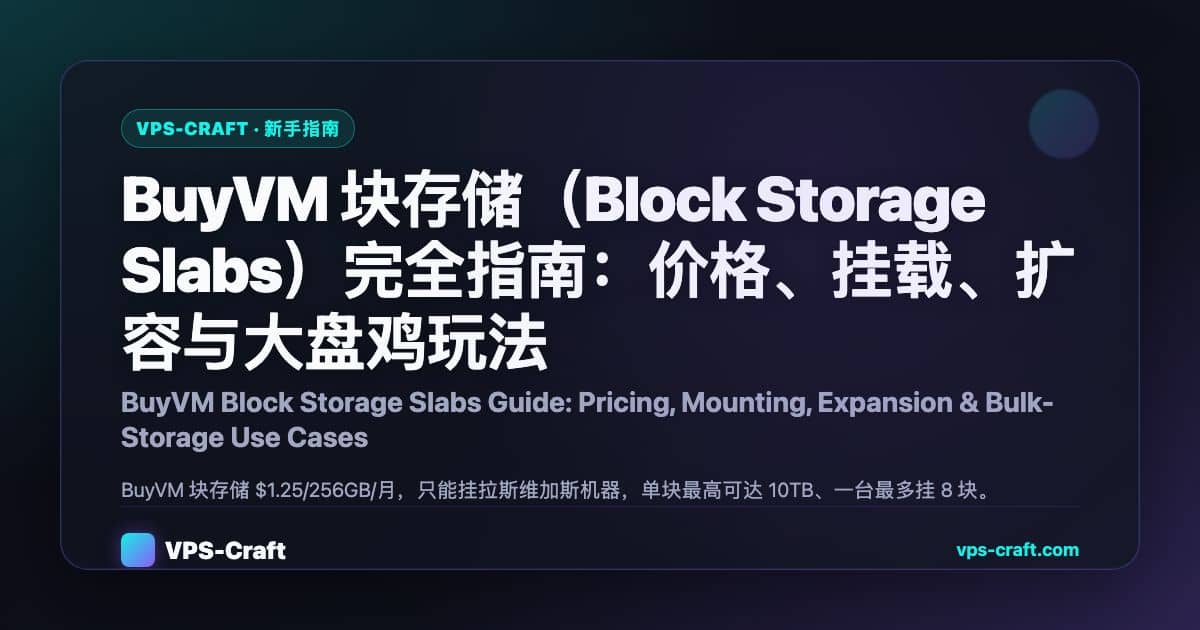 VPS-CRAFT · 新手指南
BuyVM 块存储（Block Storage
Slabs）完全指南：价格、挂载、扩
容与大盘鸡玩法
BuyVM Block Storage Slabs Guide: Pricing, Mounting, Expansion & Bulk-
Storage Use Cases
BuyVM 块存储 $1.25/256GB/月，只能挂拉斯维加斯机器，单块最高可达 10TB、一台最多挂 8 块。
VPS-Craft
vps-craft.com